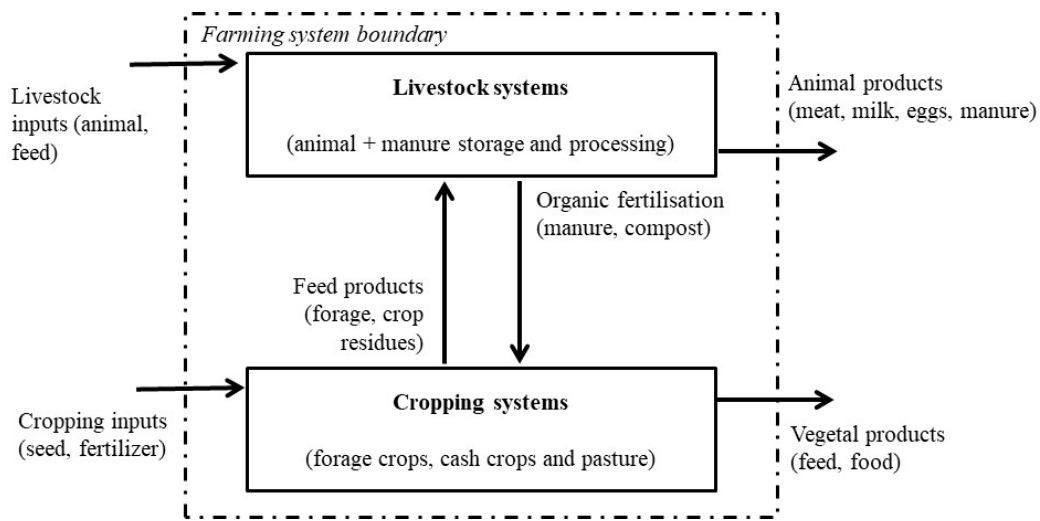 Farming system boundary
Livestock
inputs (animal,
feed)
Livestock systems
(animal + manure storage and processing)
Animal products
(meat, milk, eggs, manure)
Organic fertilisation
(manure, compost)
Feed products
(forage, crop
residues)
Cropping inputs
(seed, fertilizer)
Cropping systems
(forage crops, cash crops and pasture)
Vegetal products
(feed, food)